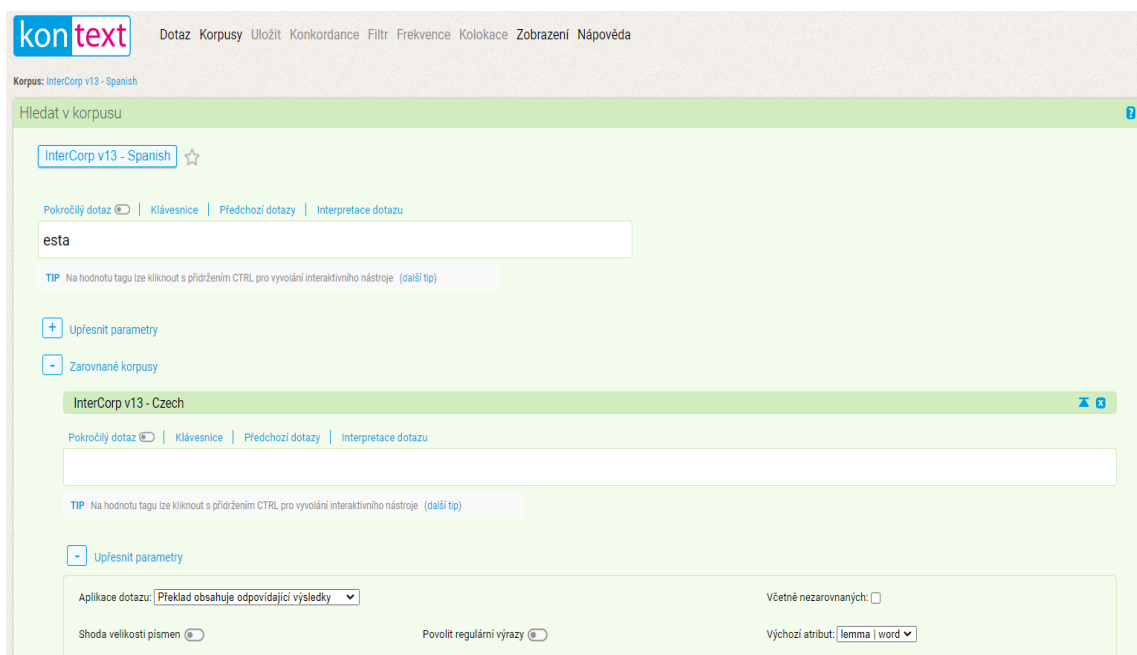 kontext
Dotaz Korpusy Uložit Konkordance Filtr Frekvence Kolokace Zobrazení Nápověda
Korpus: InterCorp v13 - Spanish
Hledat v korpusu ?
InterCorp v13 - Spanish
Pokročilý dotaz | Klávesnice | Předchozí dotazy | Interpretace dotazu
esta
TIP Na hodnotu tagu lze kliknout s přidržením CTRL pro vyvolání interaktivního nástroje (další tip)
+ Upřesnit parametry
- Zarovnané korpusy
InterCorp v13 - Czech x
Pokročilý dotaz | Klávesnice | Předchozí dotazy | Interpretace dotazu
TIP Na hodnotu tagu lze kliknout s přidržením CTRL pro vyvolání interaktivního nástroje (další tip)
- Upřesnit parametry
Aplikace dotazu: Překlad obsahuje odpovídající výsledky Včetně nezarovnaných:
Shoda velikosti písmen Povolit regulární výrazy Výchozí atribut: lemma | word